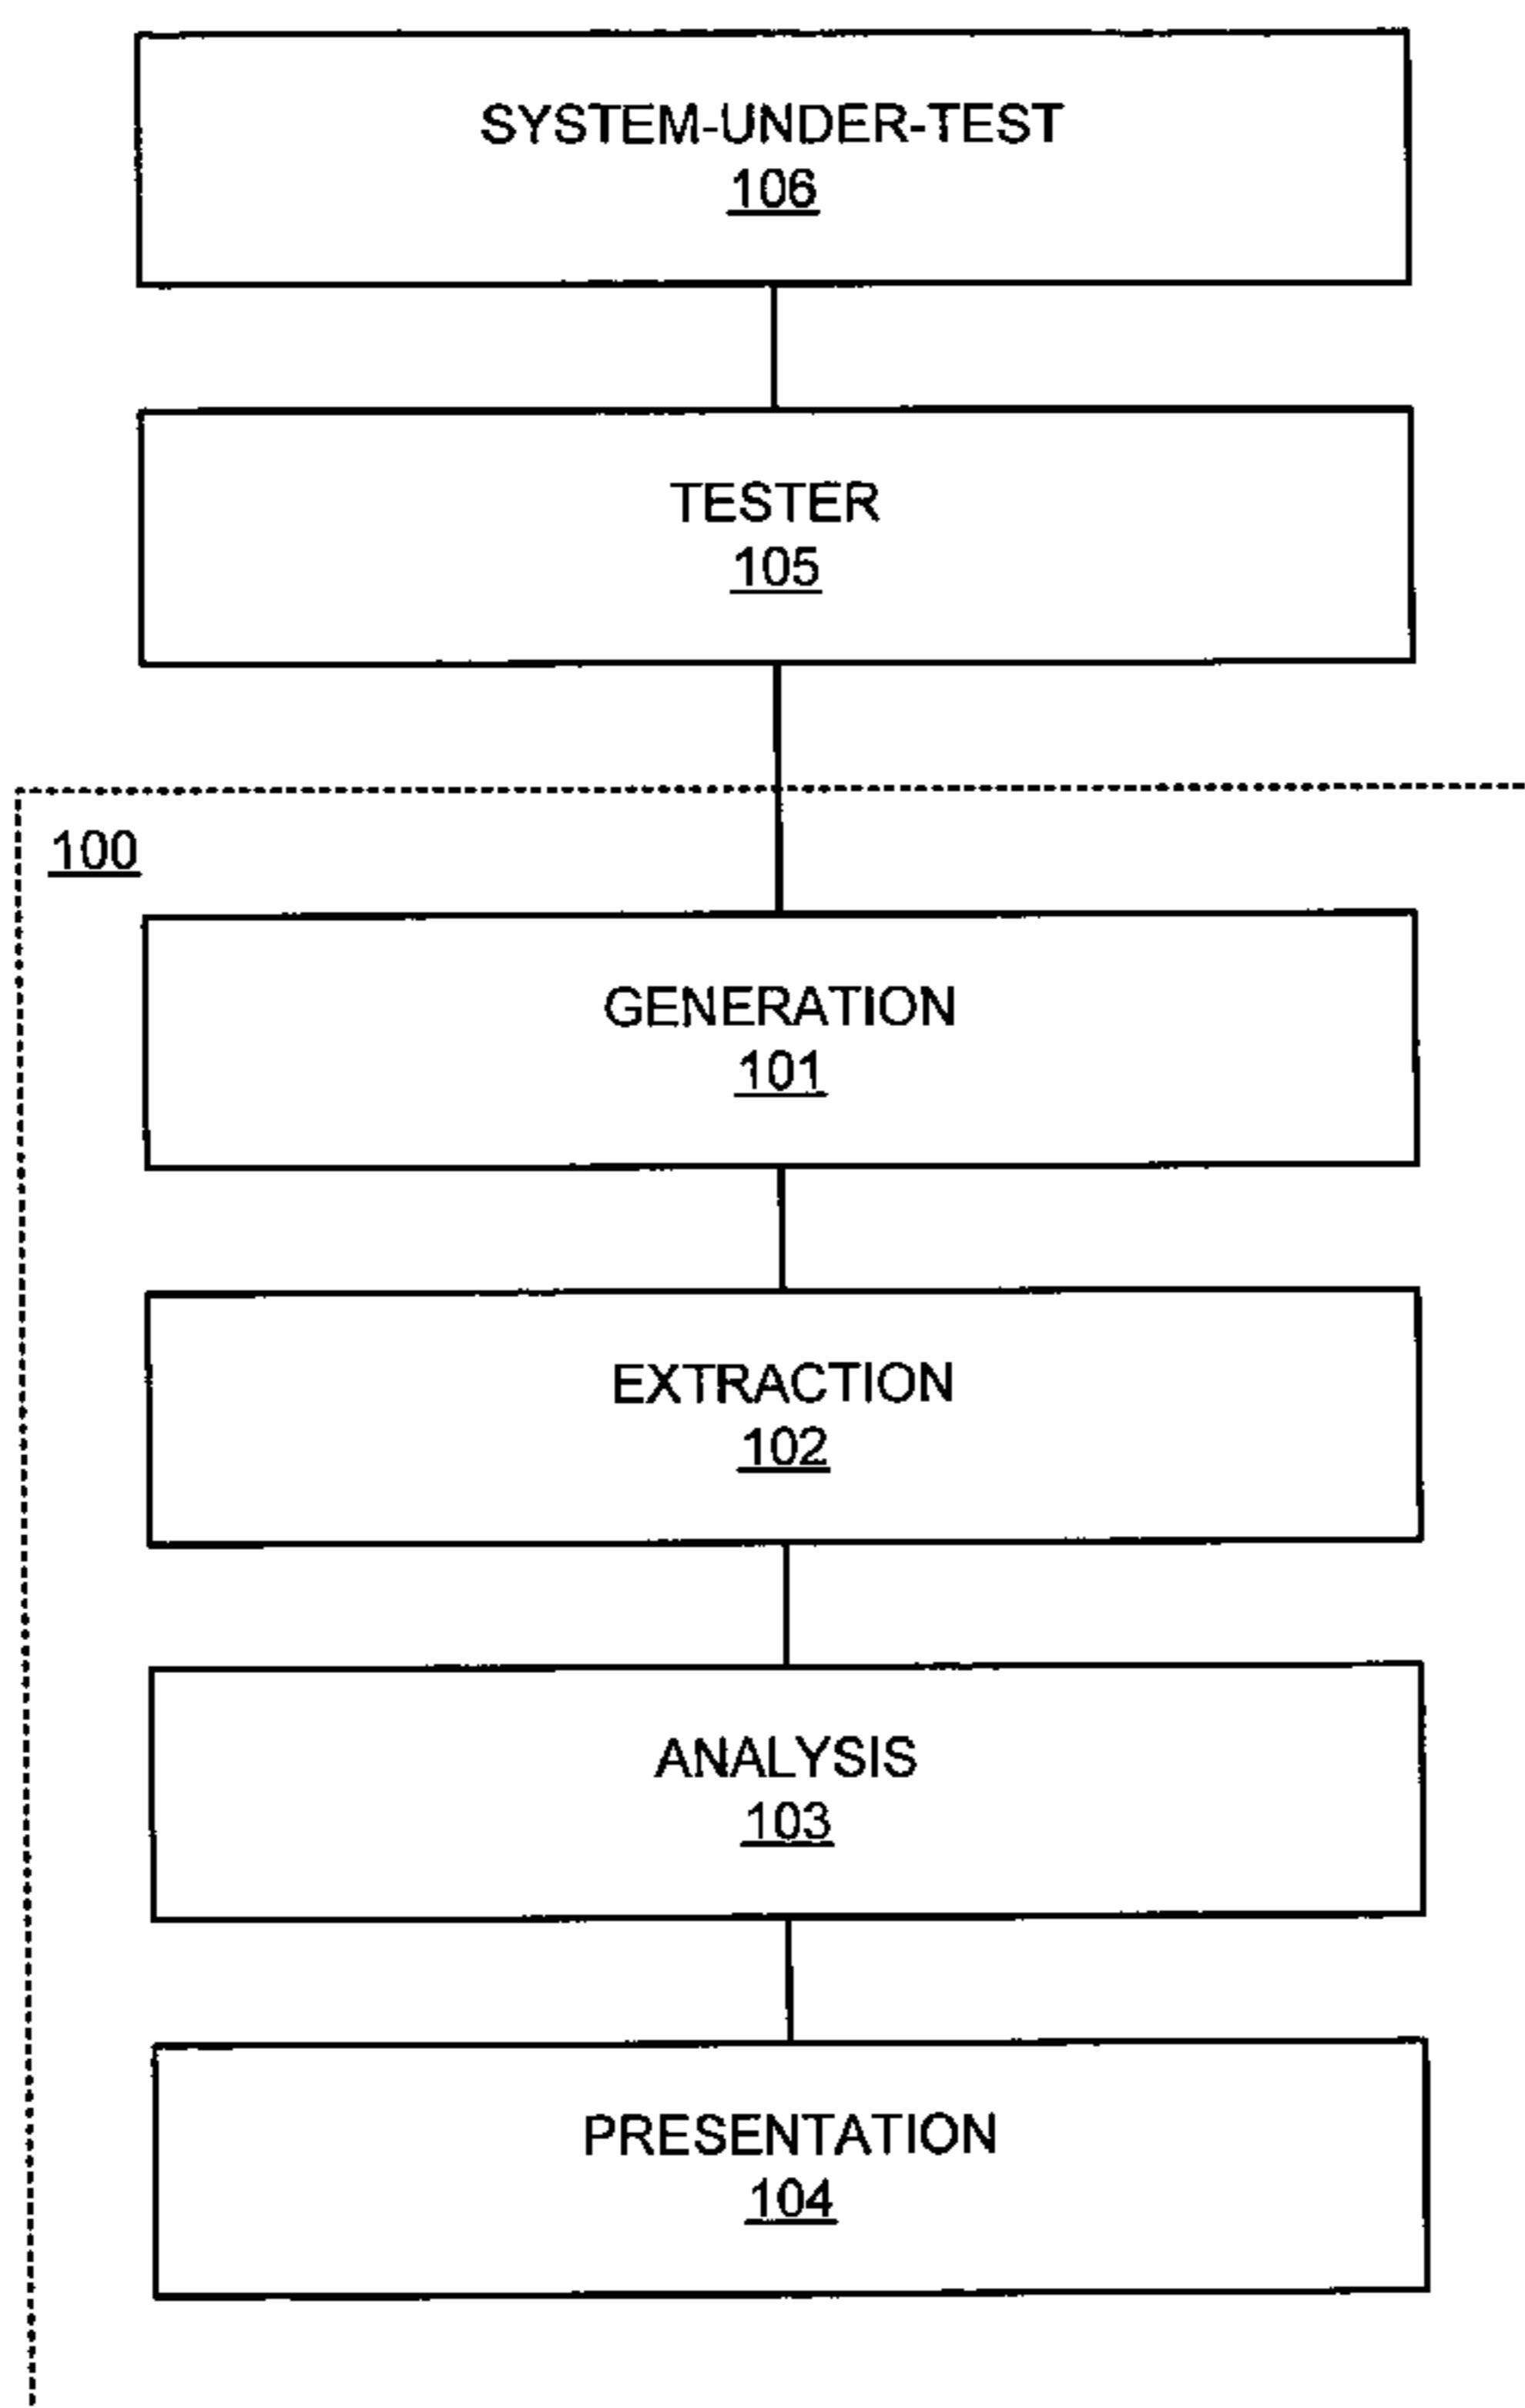 SYSTEM-UNDER-TEST
106
TESTER
105
100
GENERATION
101
EXTRACTION
102
ANALYSIS
103
PRESENTATION
104